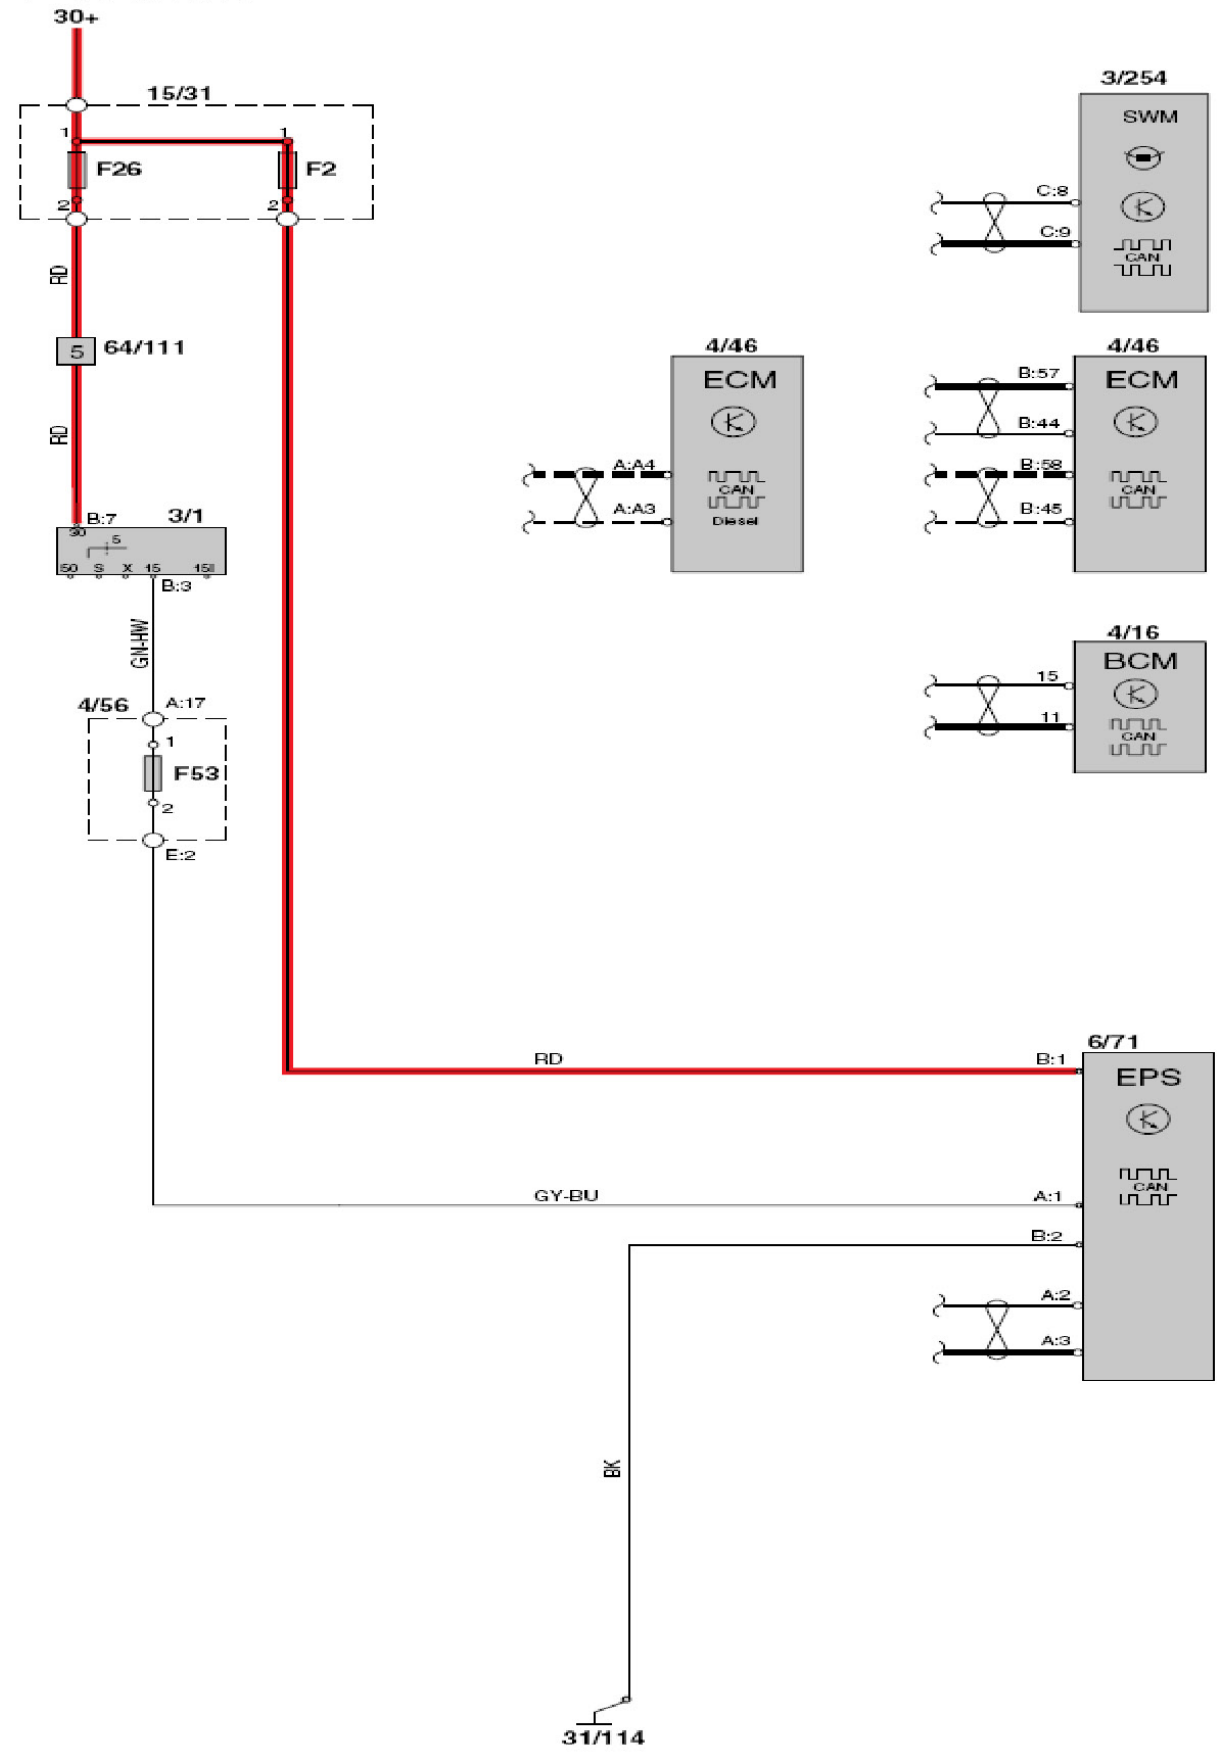 30+
15/31
1
1
F26
F2
2
2
RD
5
64/111
RD
B:7
3/1
30
5
50 S X 15 15I
B:3
GN-HW
4/56
A:17
1
F53
2
E:2
3/254
SWM
C:8
C:9
CAN
4/46
ECM
A:A4
CAN
A:A3
Diesel
4/46
ECM
B:57
B:44
B:58
CAN
B:45
4/16
BCM
15
11
CAN
6/71
RD
B:1
EPS
CAN
GY-BU
A:1
B:2
A:2
A:3
BK
31/114